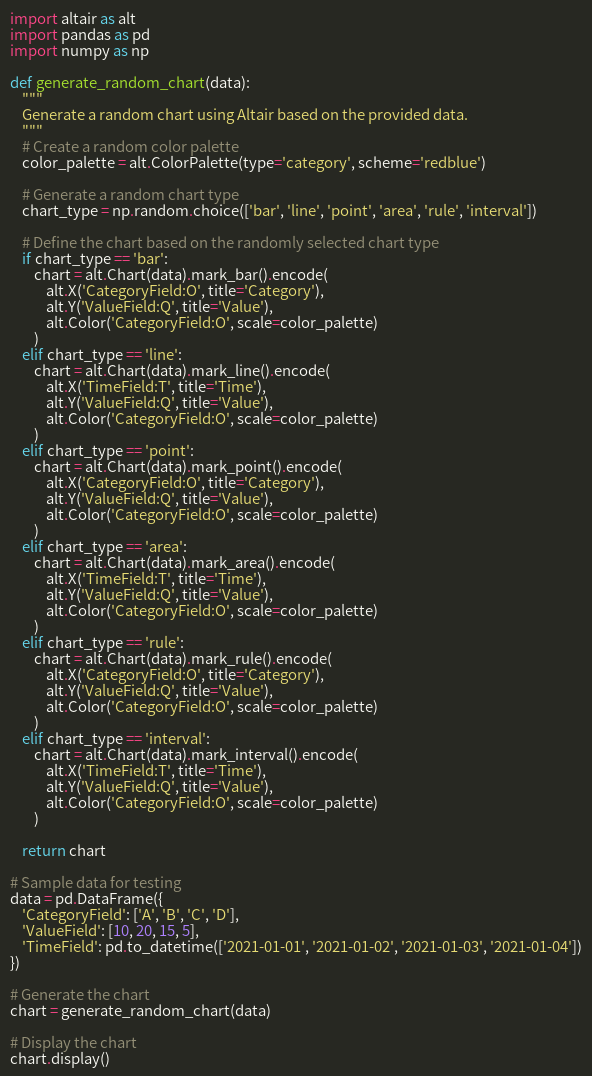 import altair as alt
import pandas as pd
import numpy as np

def generate_random_chart(data):
    """
    Generate a random chart using Altair based on the provided data.
    """
    # Create a random color palette
    color_palette = alt.ColorPalette(type='category', scheme='redblue')

    # Generate a random chart type
    chart_type = np.random.choice(['bar', 'line', 'point', 'area', 'rule', 'interval'])

    # Define the chart based on the randomly selected chart type
    if chart_type == 'bar':
        chart = alt.Chart(data).mark_bar().encode(
            alt.X('CategoryField:O', title='Category'),
            alt.Y('ValueField:Q', title='Value'),
            alt.Color('CategoryField:O', scale=color_palette)
        )
    elif chart_type == 'line':
        chart = alt.Chart(data).mark_line().encode(
            alt.X('TimeField:T', title='Time'),
            alt.Y('ValueField:Q', title='Value'),
            alt.Color('CategoryField:O', scale=color_palette)
        )
    elif chart_type == 'point':
        chart = alt.Chart(data).mark_point().encode(
            alt.X('CategoryField:O', title='Category'),
            alt.Y('ValueField:Q', title='Value'),
            alt.Color('CategoryField:O', scale=color_palette)
        )
    elif chart_type == 'area':
        chart = alt.Chart(data).mark_area().encode(
            alt.X('TimeField:T', title='Time'),
            alt.Y('ValueField:Q', title='Value'),
            alt.Color('CategoryField:O', scale=color_palette)
        )
    elif chart_type == 'rule':
        chart = alt.Chart(data).mark_rule().encode(
            alt.X('CategoryField:O', title='Category'),
            alt.Y('ValueField:Q', title='Value'),
            alt.Color('CategoryField:O', scale=color_palette)
        )
    elif chart_type == 'interval':
        chart = alt.Chart(data).mark_interval().encode(
            alt.X('TimeField:T', title='Time'),
            alt.Y('ValueField:Q', title='Value'),
            alt.Color('CategoryField:O', scale=color_palette)
        )

    return chart

# Sample data for testing
data = pd.DataFrame({
    'CategoryField': ['A', 'B', 'C', 'D'],
    'ValueField': [10, 20, 15, 5],
    'TimeField': pd.to_datetime(['2021-01-01', '2021-01-02', '2021-01-03', '2021-01-04'])
})

# Generate the chart
chart = generate_random_chart(data)

# Display the chart
chart.display()